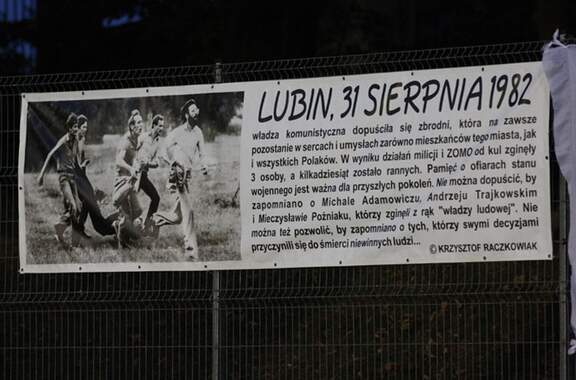 LUBIN, 31 SIERPNIA 1982
władza komunistyczna dopuściła się zbrodni, która na zawsze
pozostanie w sercach i umysłach zarówno mieszkańców tego miasta, jak
i wszystkich Polaków. W wyniku działań milicji i ZOMO od kul zginęły
3 osoby, a kilkadziesiąt zostało rannych. Pamięć o ofiarach stanu
wojennego jest ważna dla przyszłych pokoleń. Nie można dopuścić, by
zapomniano o Michale Adamowiczu, Andrzeju Trajkowskim
i Mieczysławie Poźniaku, którzy zginęli z rąk "władzy ludowej". Nie
można też pozwolić, by zapomniano o tych, którzy swymi decyzjami
przyczynili się do śmierci niewinnych ludzi...
© KRZYSZTOF RACZKOWIAK